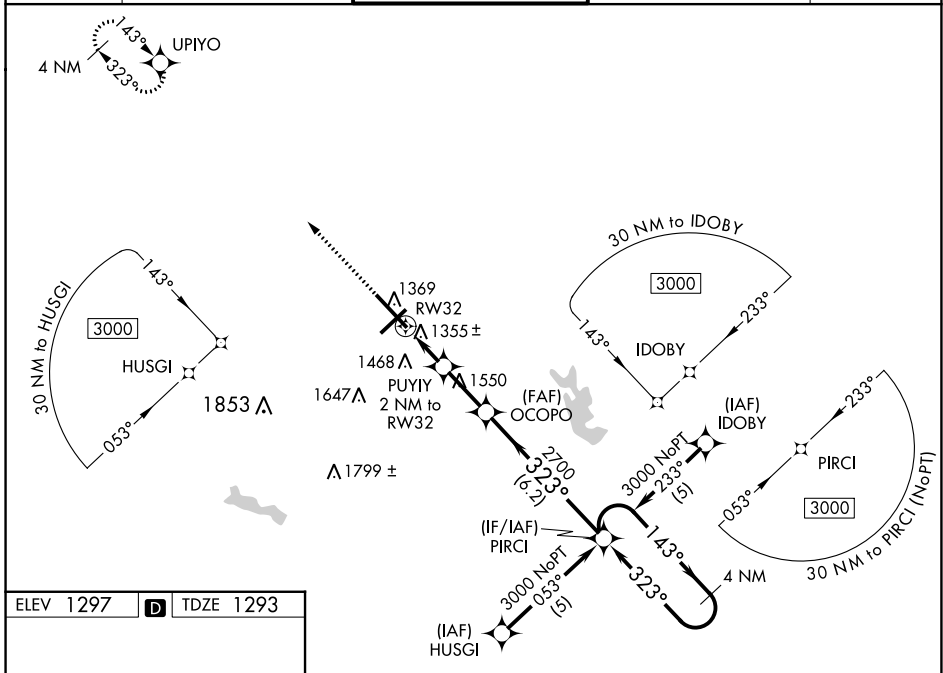 143°
UPIYO
4 NM
323°
30 NM to IDOBY
3000
143°
233°
IDOBY
30 NM to HUSGI
143°
3000
HUSGI
053°
1369
RW32
1355 ±
1468
PUYIY
2 NM to
RW32
1550
1647
1853
1799 ±
(FAF)
OCOPO
2700
323°
(6.2)
(IAF)
IDOBY
3000 NoPT
233°
(5)
233°
PIRCI
053°
3000
30 NM to PIRCI (NoPT)
(IF/IAF)
PIRCI
143°
323°
4 NM
3000 NoPT
053°
(5)
(IAF)
HUSGI
ELEV 1297 D TDZE 1293